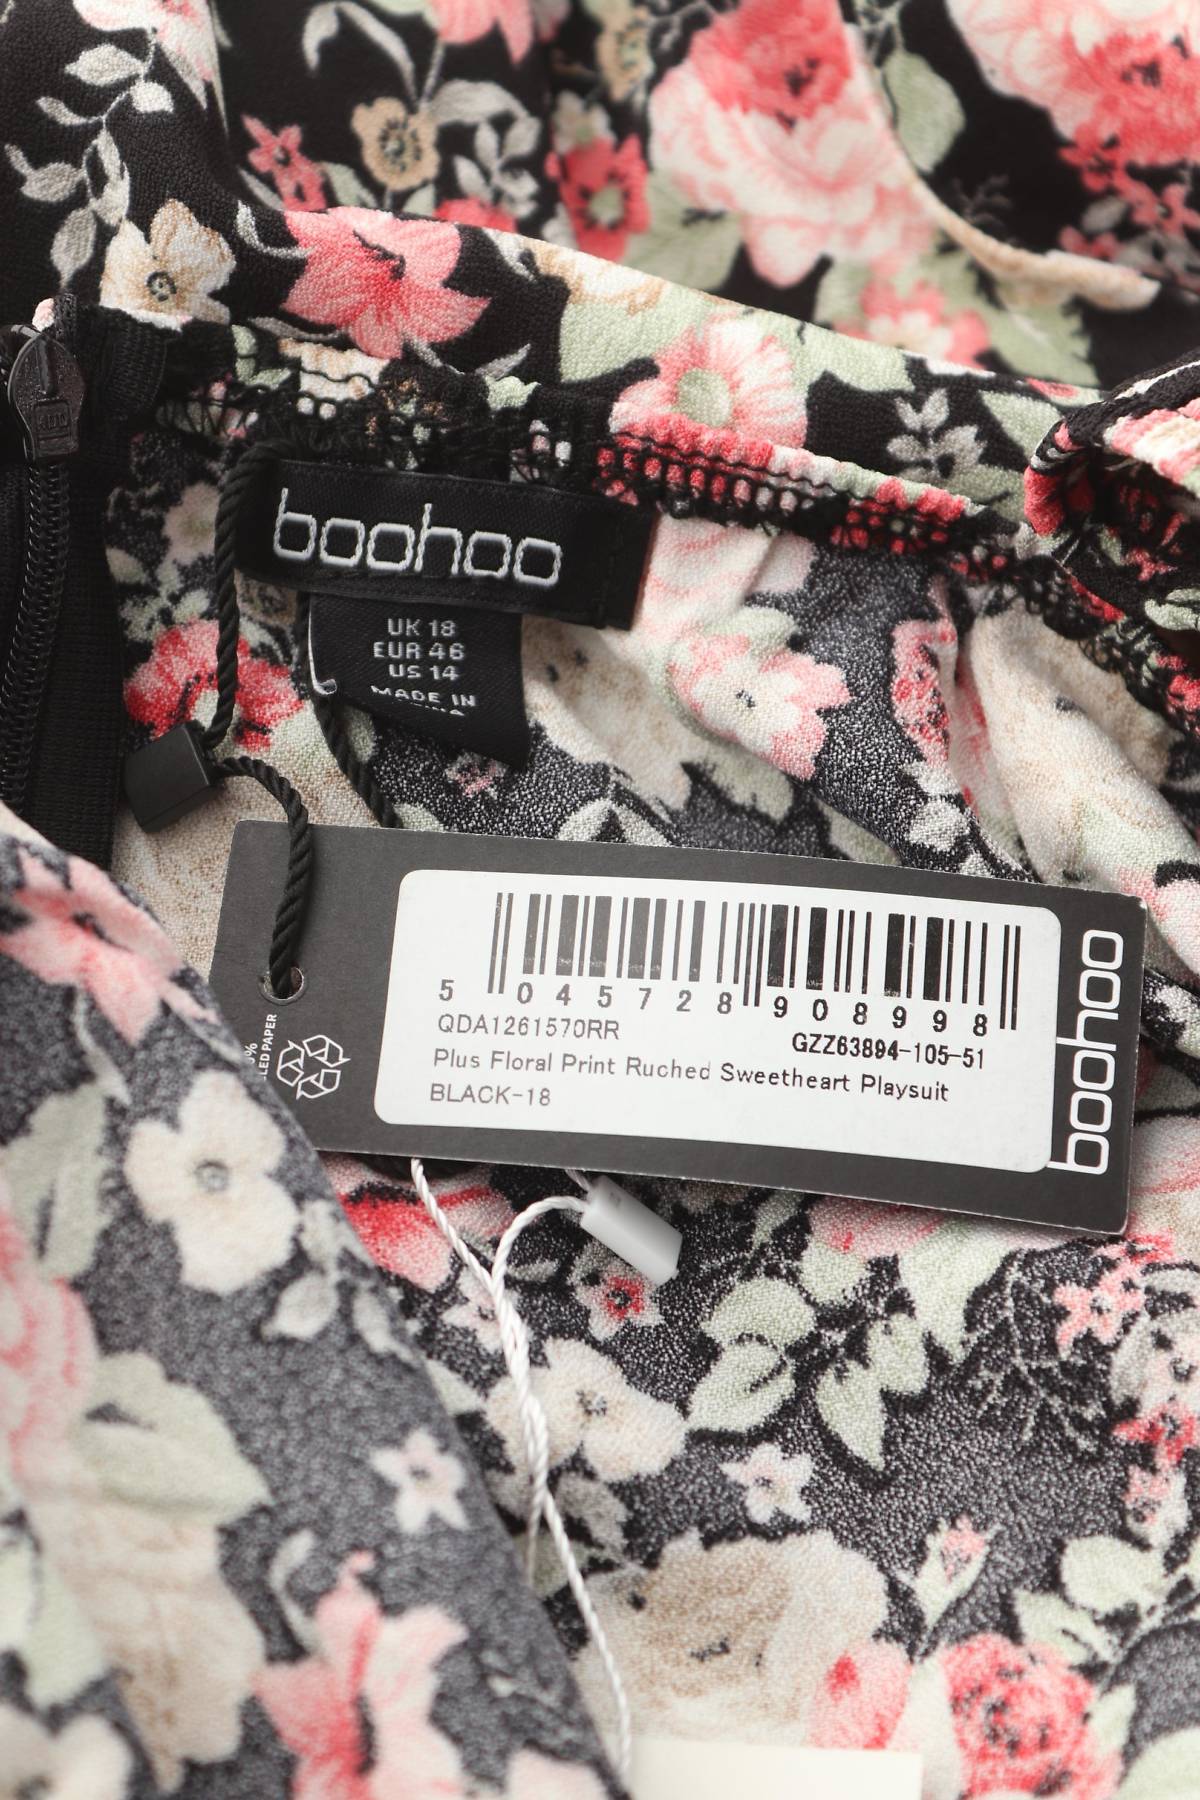 boohoo
UK 18
EUR 46
US 14
MADE IN
5 045728 908998
QDA1261570RR
GZZ63894-105-51
Plus Floral Print Ruched Sweetheart Playsuit
BLACK-18
boohoo
PAPER